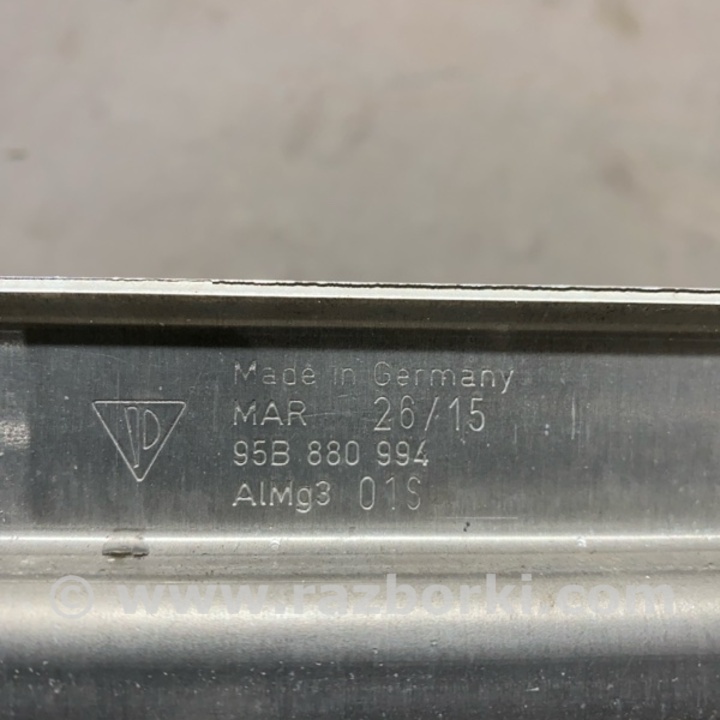 Made in Germany
MAR 26/15
95B 880 994
AlMg3 01S
© www.razborki.com